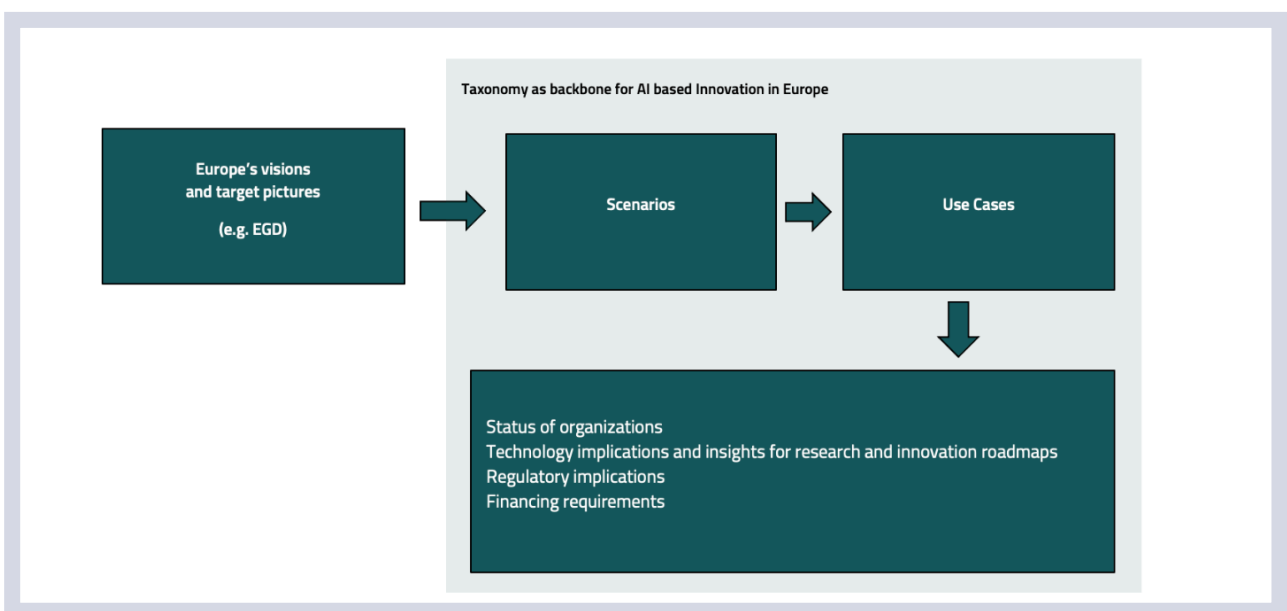 Taxonomy as backbone for AI based Innovation in Europe
Europe's visions
and target pictures
(e.g. EGD)
Scenarios
Use Cases
Status of organizations
Technology implications and insights for research and innovation roadmaps
Regulatory implications
Financing requirements